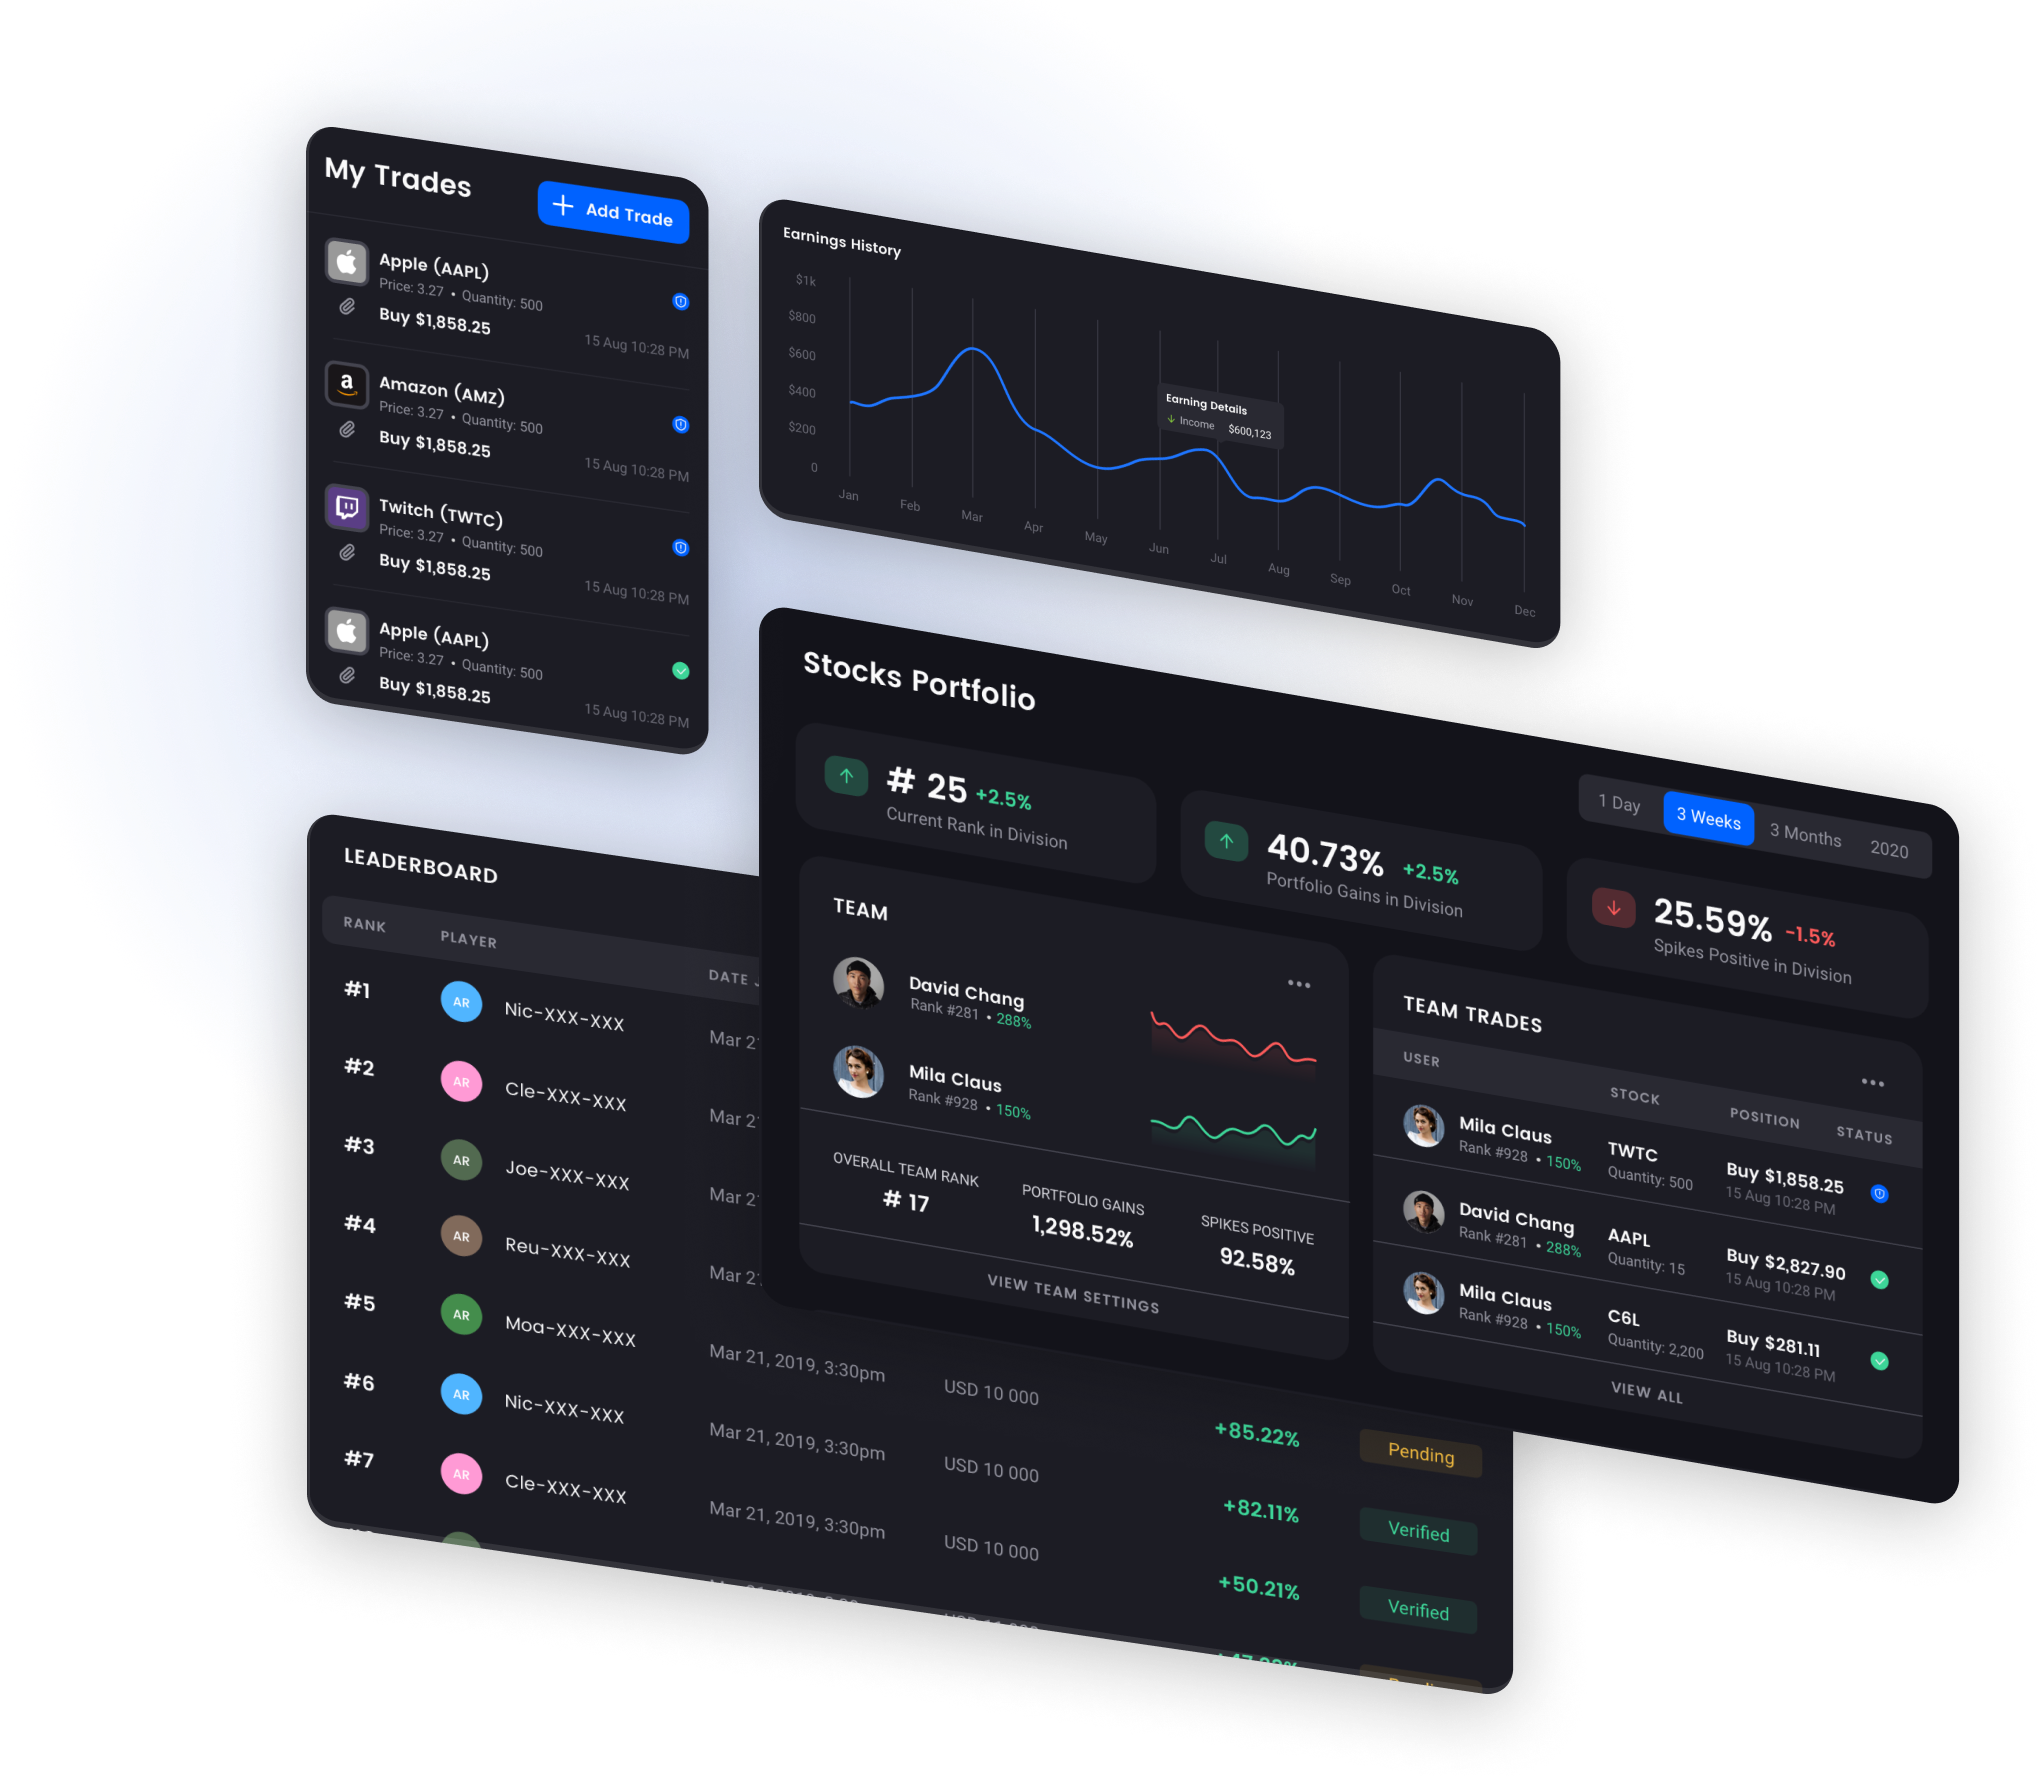 My Trades
Add Trade
Apple (AAPL)
Price: 3.27 • Quantity: 500
Buy $1,858.25
15 Aug 10:28 PM
a
Amazon (AMZ)
Price: 3.27 • Quantity: 500
Buy $1,858.25
15 Aug 10:28 PM
Twitch (TWTC)
Price: 3.27 • Quantity: 500
Buy $1,858.25
15 Aug 10:28 PM
Apple (AAPL)
Price: 3.27 • Quantity: 500
Buy $1,858.25
15 Aug 10:28 PM
Earnings History
$1k
$800
$600
$400
$200
0
Jan Feb Mar Apr May Jun Jul Aug Sep Oct Nov Dec
Earning Details
Income $600,123
Stocks Portfolio
1 Day 3 Weeks 3 Months 2020
# 25 +2.5%
Current Rank in Division
40.73% +2.5%
Portfolio Gains in Division
25.59% -1.5%
Spikes Positive in Division
TEAM
David Chang
Rank #281 • 288%
Mila Claus
Rank #928 • 150%
OVERALL TEAM RANK
# 17
PORTFOLIO GAINS
1,298.52%
SPIKES POSITIVE
92.58%
VIEW TEAM SETTINGS
TEAM TRADES
USER STOCK POSITION STATUS
Mila Claus TWTC Buy $1,858.25
Rank #928 • 150% Quantity: 500 15 Aug 10:28 PM
David Chang AAPL Buy $2,827.90
Rank #281 • 288% Quantity: 15 15 Aug 10:28 PM
Mila Claus C6L Buy $281.11
Rank #928 • 150% Quantity: 2,200 15 Aug 10:28 PM
VIEW ALL
LEADERBOARD
RANK PLAYER DATE
#1 AR Nic-XXX-XXX Mar
#2 AR Cle-XXX-XXX Mar
#3 AR Joe-XXX-XXX Mar
#4 AR Reu-XXX-XXX Mar
#5 AR Moa-XXX-XXX Mar 21, 2019, 3:30pm USD 10 000 +85.22% Pending
#6 AR Nic-XXX-XXX Mar 21, 2019, 3:30pm USD 10 000 +82.11% Verified
#7 AR Cle-XXX-XXX Mar 21, 2019, 3:30pm USD 10 000 +50.21% Verified